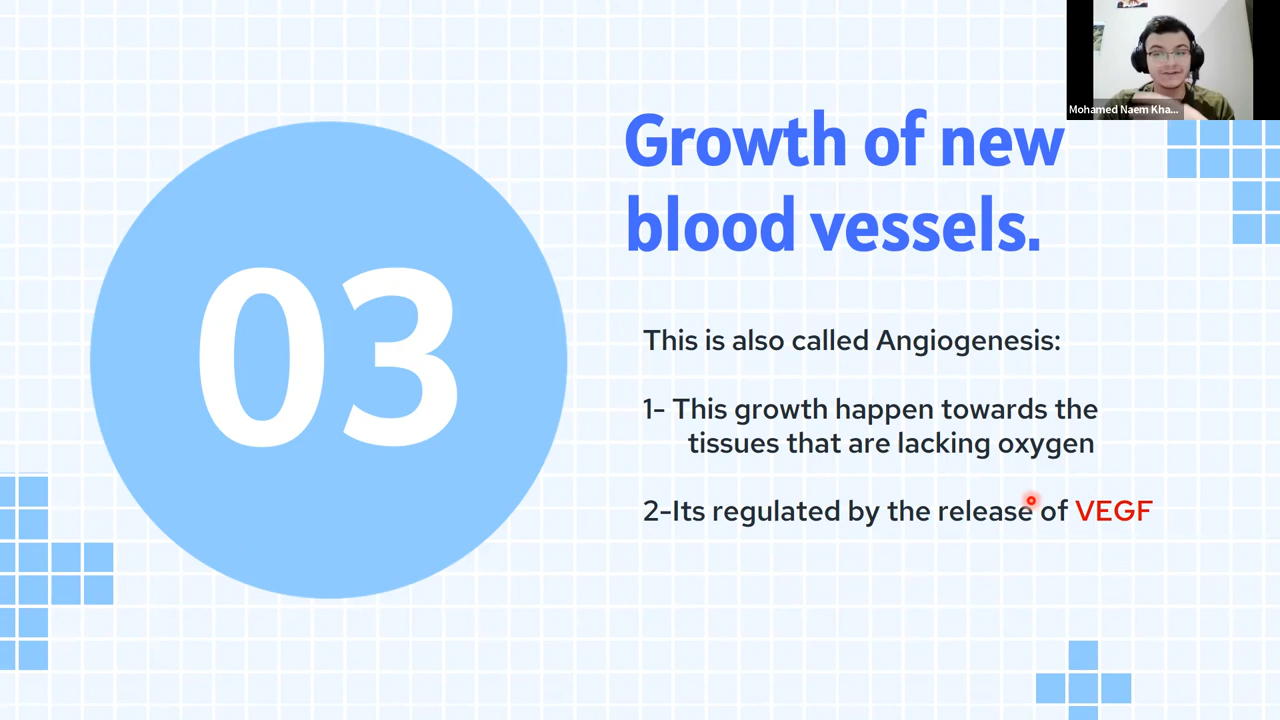 Mohamed Naem Kha...
Growth of new
blood vessels.
03
This is also called Angiogenesis:
1- This growth happen towards the
tissues that are lacking oxygen
2-Its regulated by the release of VEGF